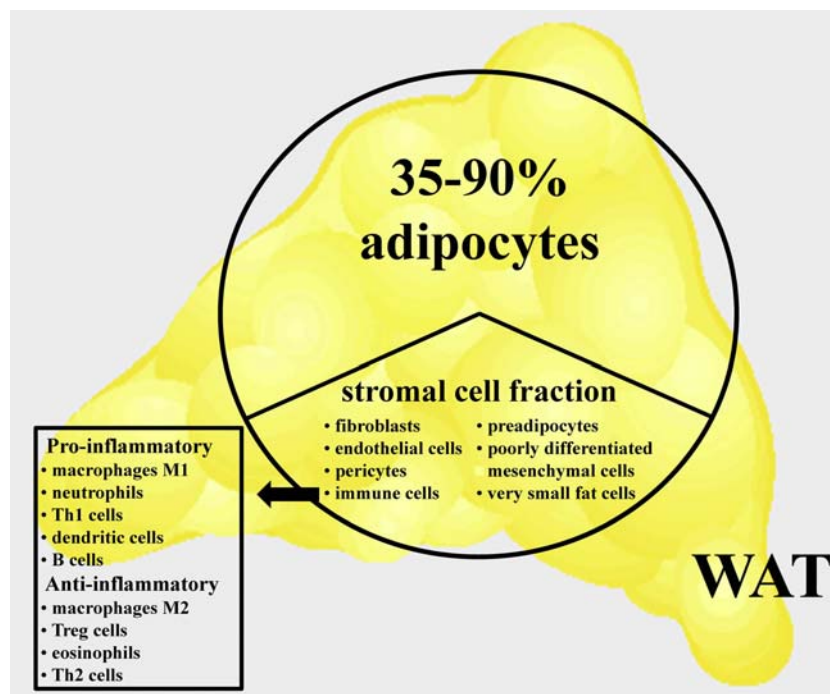 35-90%
adipocytes
stromal cell fraction
• fibroblasts
• endothelial cells
• pericytes
• immune cells
• preadipocytes
• poorly differentiated
mesenchymal cells
• very small fat cells
Pro-inflammatory
• macrophages M1
• neutrophils
• Th1 cells
• dendritic cells
• B cells
Anti-inflammatory
• macrophages M2
• Treg cells
• eosinophils
• Th2 cells
WAT